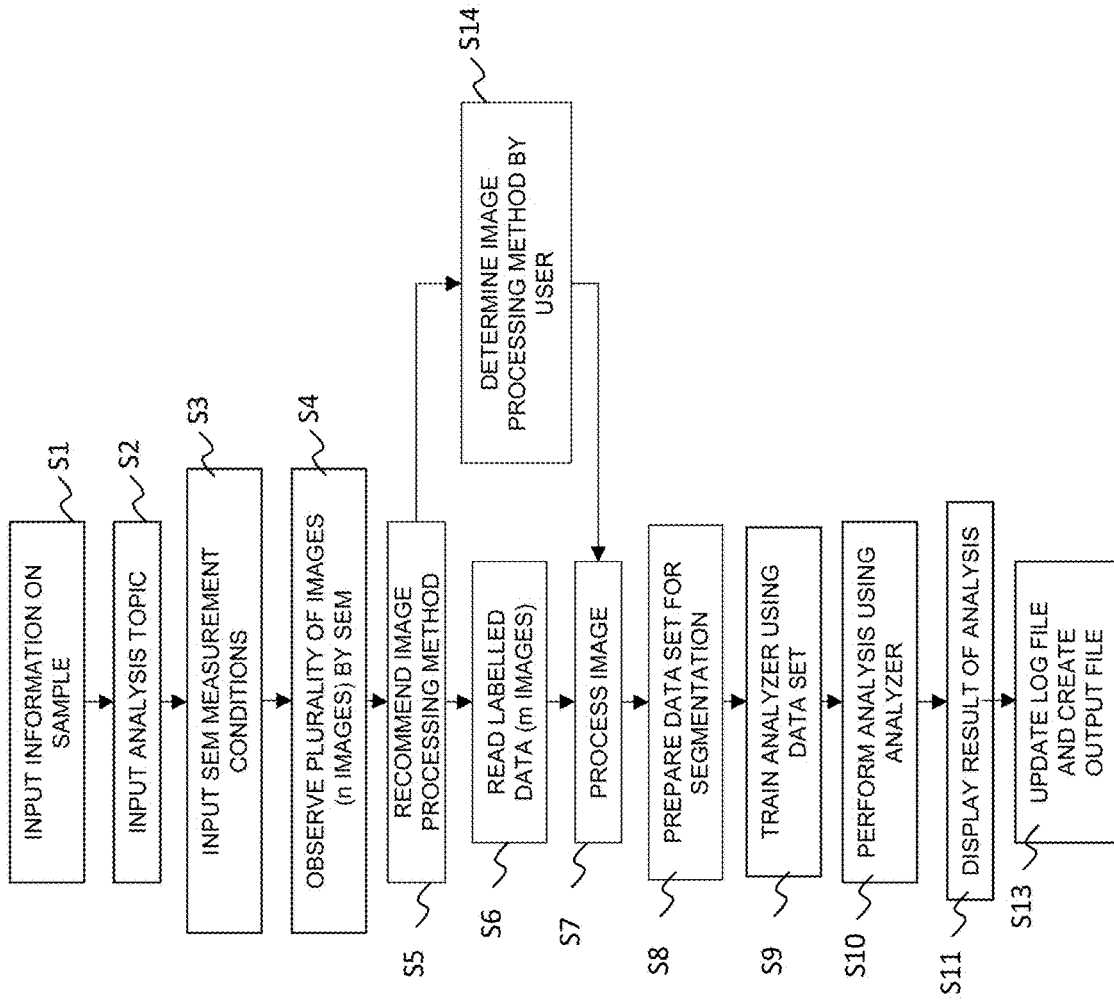 INPUT INFORMATION ON
SAMPLE
S1
INPUT ANALYSIS TOPIC
S2
INPUT SEM MEASUREMENT
CONDITIONS
S3
OBSERVE PLURALITY OF IMAGES
(n IMAGES) BY SEM
S4
RECOMMEND IMAGE
PROCESSING METHOD
S5
DETERMINE IMAGE
PROCESSING METHOD BY
USER
S14
READ LABELLED
DATA (m IMAGES)
S6
PROCESS IMAGE
S7
PREPARE DATA SET FOR
SEGMENTATION
S8
TRAIN ANALYZER USING
DATA SET
S9
PERFORM ANALYSIS USING
ANALYZER
S10
DISPLAY RESULT OF ANALYSIS
S11
UPDATE LOG FILE
AND CREATE
OUTPUT FILE
S13